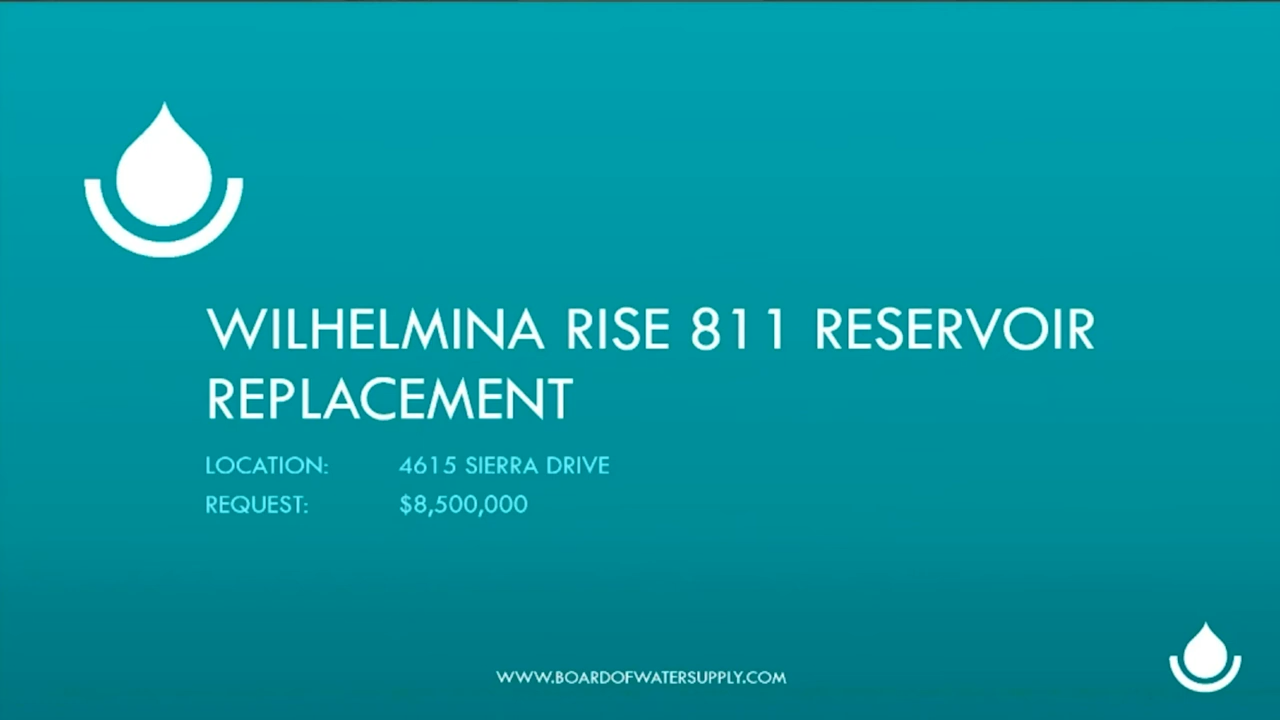 WILHELMINA RISE 811 RESERVOIR
REPLACEMENT
LOCATION: 4615 SIERRA DRIVE
REQUEST: $8,500,000
WWW.BOARDOFWATERSUPPLY.COM